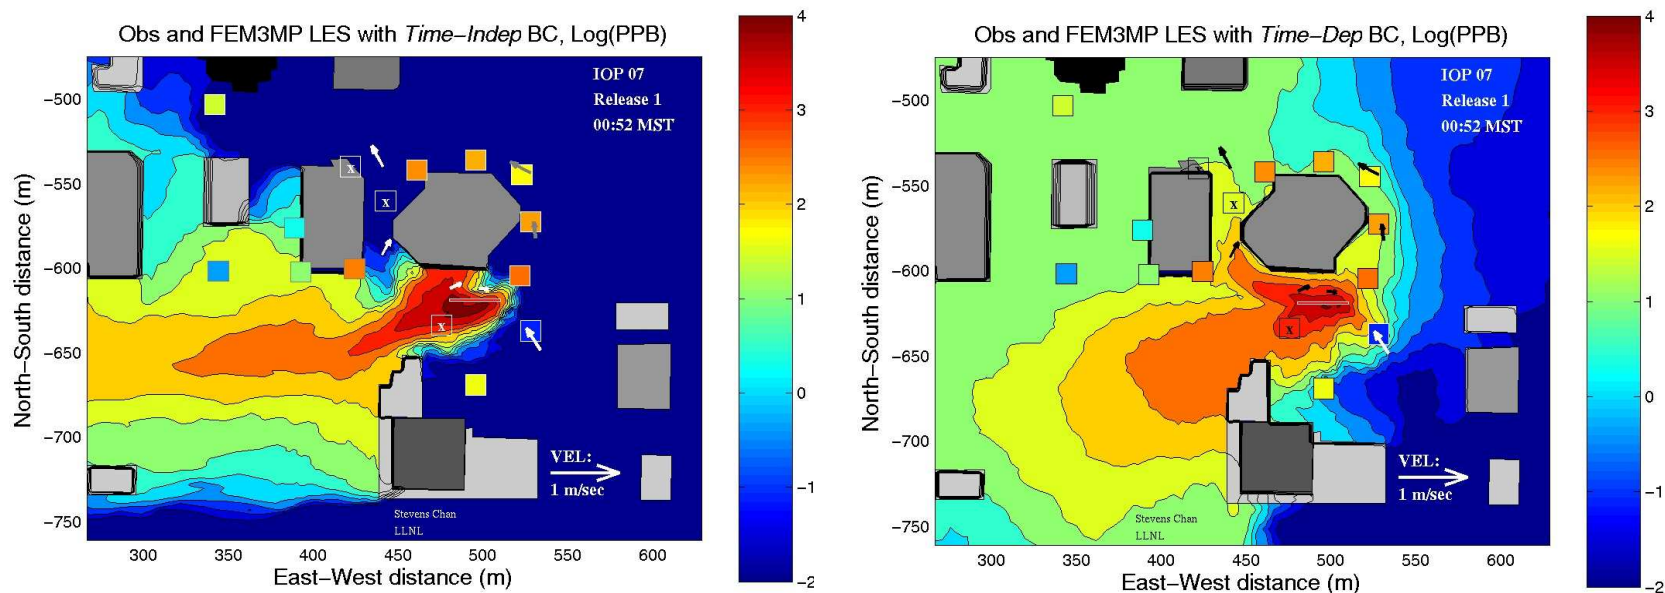 Obs and FEM3MP LES with Time-Indep BC, Log(PPB)
IOP 07
Release 1
00:52 MST
x
x
x
VEL:
1 m/sec
Stevens Chan
LLNL
North-South distance (m)
-500
-550
-600
-650
-700
-750
300 350 400 450 500 550 600
East-West distance (m)
4
3
2
1
0
-1
-2
Obs and FEM3MP LES with Time-Dep BC, Log(PPB)
IOP 07
Release 1
00:52 MST
x
x
x
VEL:
1 m/sec
Stevens Chan
LLNL
North-South distance (m)
-500
-550
-600
-650
-700
-750
300 350 400 450 500 550 600
East-West distance (m)
4
3
2
1
0
-1
-2